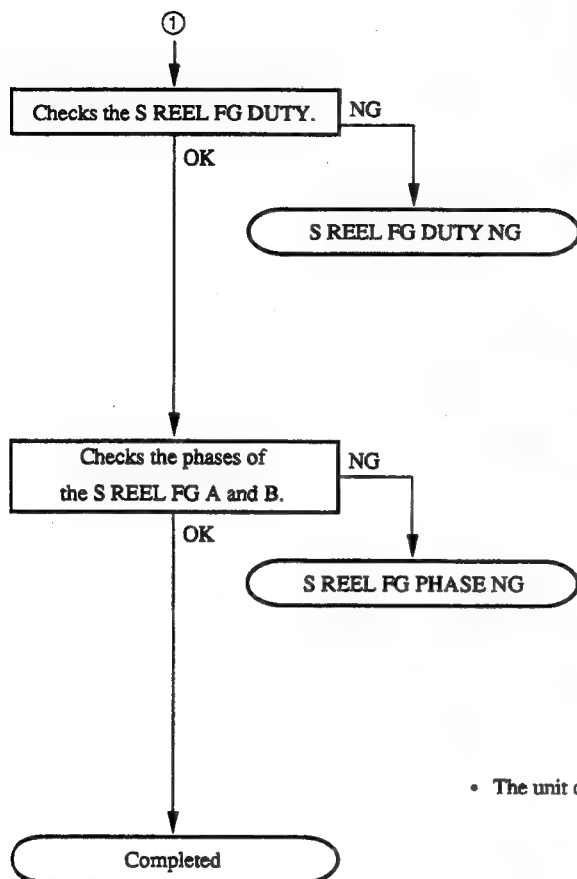 ①
Checks the S REEL FG DUTY.
NG
OK
S REEL FG DUTY NG
Checks the phases of
the S REEL FG A and B.
NG
OK
S REEL FG PHASE NG
• The unit
Completed